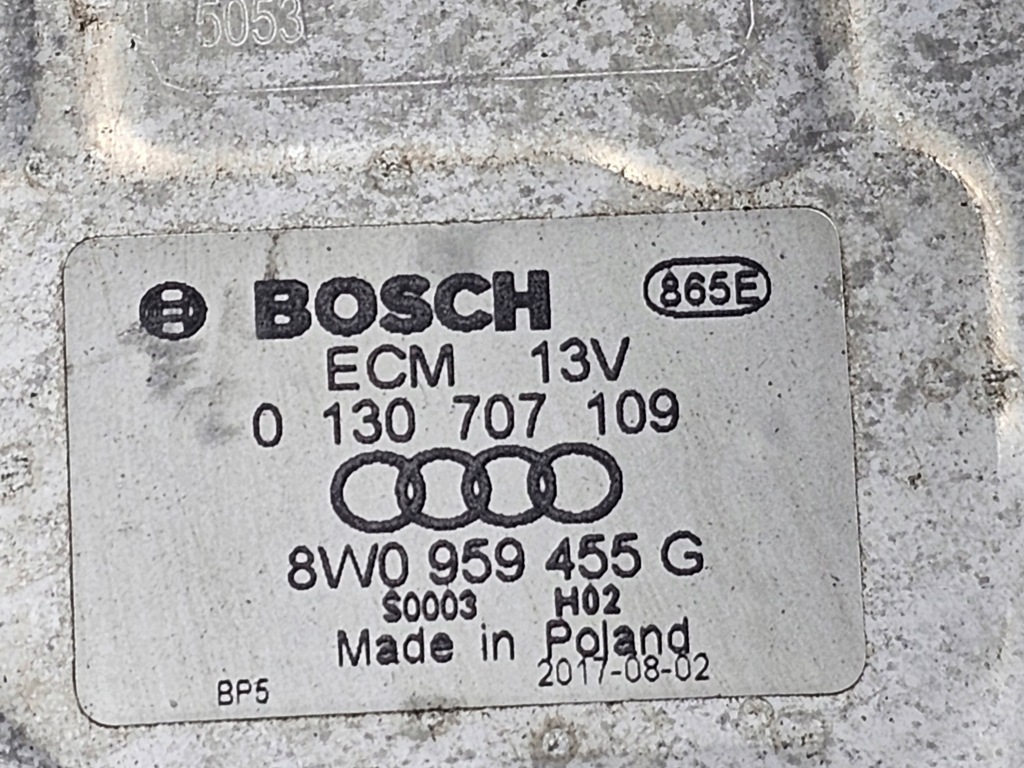 5053
BOSCH 865E
ECM 13V
0 130 707 109
8W0 959 455 G
S0003 H02
Made in Poland
2017-08-02
BP5